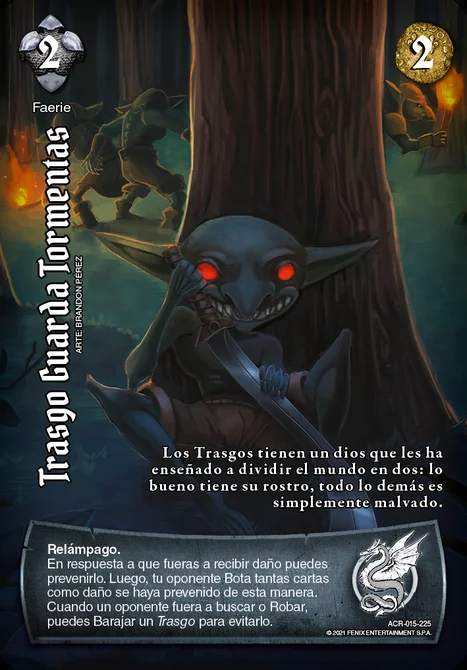 2
2
Faerie
Trasgo Guarda Tormentas
ARTE: BRANDON PÉREZ
Los Trasgos tienen un dios que les ha
enseñado a dividir el mundo en dos: lo
bueno tiene su rostro, todo lo demás es
simplemente malvado.
Relámpago.
En respuesta a que fueras a recibir daño puedes
prevenirlo. Luego, tu oponente Bota tantas cartas
como daño se haya prevenido de esta manera.
Cuando un oponente fuera a buscar o Robar,
puedes Barajar un Trasgo para evitarlo.
ACR-015-225
© 2021 FENIX ENTERTAINMENT S.P.A.